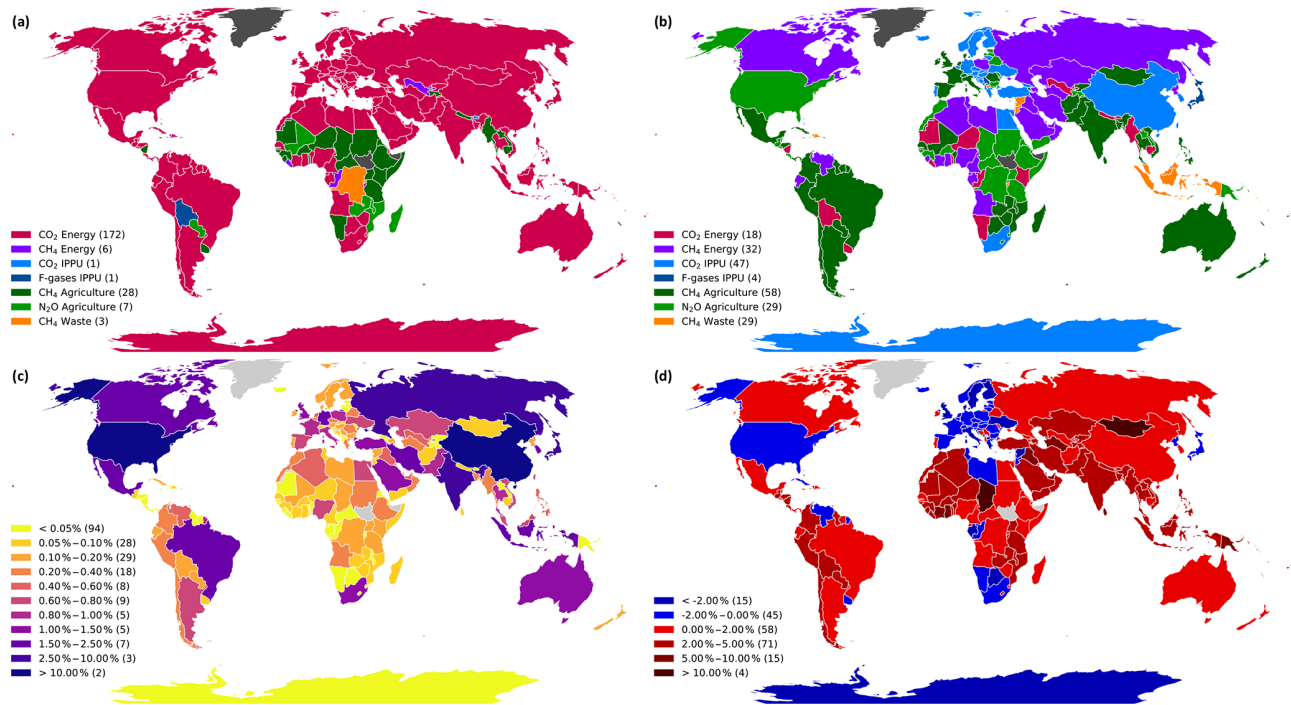 (a)
CO₂ Energy (172)
CH₄ Energy (6)
CO₂ IPPU (1)
F-gases IPPU (1)
CH₄ Agriculture (28)
N₂O Agriculture (7)
CH₄ Waste (3)
(b)
CO₂ Energy (18)
CH₄ Energy (32)
CO₂ IPPU (47)
F-gases IPPU (4)
CH₄ Agriculture (58)
N₂O Agriculture (29)
CH₄ Waste (29)
(c)
< 0.05% (94)
0.05%−0.10% (28)
0.10%−0.20% (29)
0.20%−0.40% (18)
0.40%−0.60% (8)
0.60%−0.80% (9)
0.80%−1.00% (5)
1.00%−1.50% (5)
1.50%−2.50% (7)
2.50%−10.00% (3)
> 10.00% (2)
(d)
< -2.00% (15)
-2.00%−0.00% (45)
0.00%−2.00% (58)
2.00%−5.00% (71)
5.00%−10.00% (15)
> 10.00% (4)